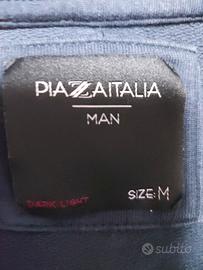 PIAZZAITALIA
MAN
DARK LIGHT
SIZE: M
subito